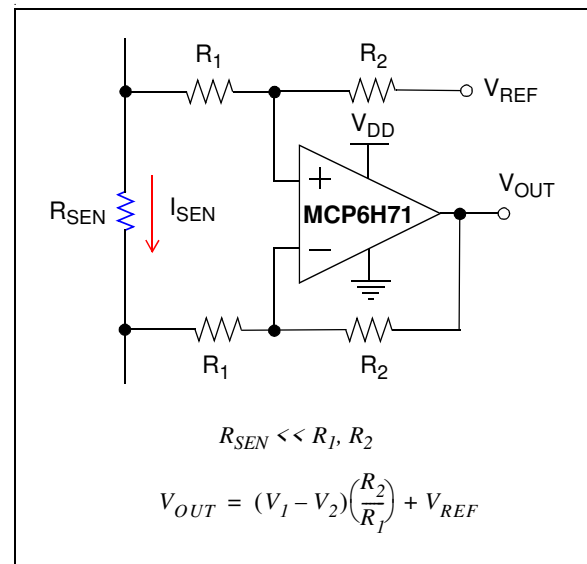 R1
R2
VREF
VDD
VOUT
RSEN
ISEN
+
MCP6H71
−
R1
R2
RSEN << R1, R2
VOUT = (V1 – V2)(R2/R1) + VREF